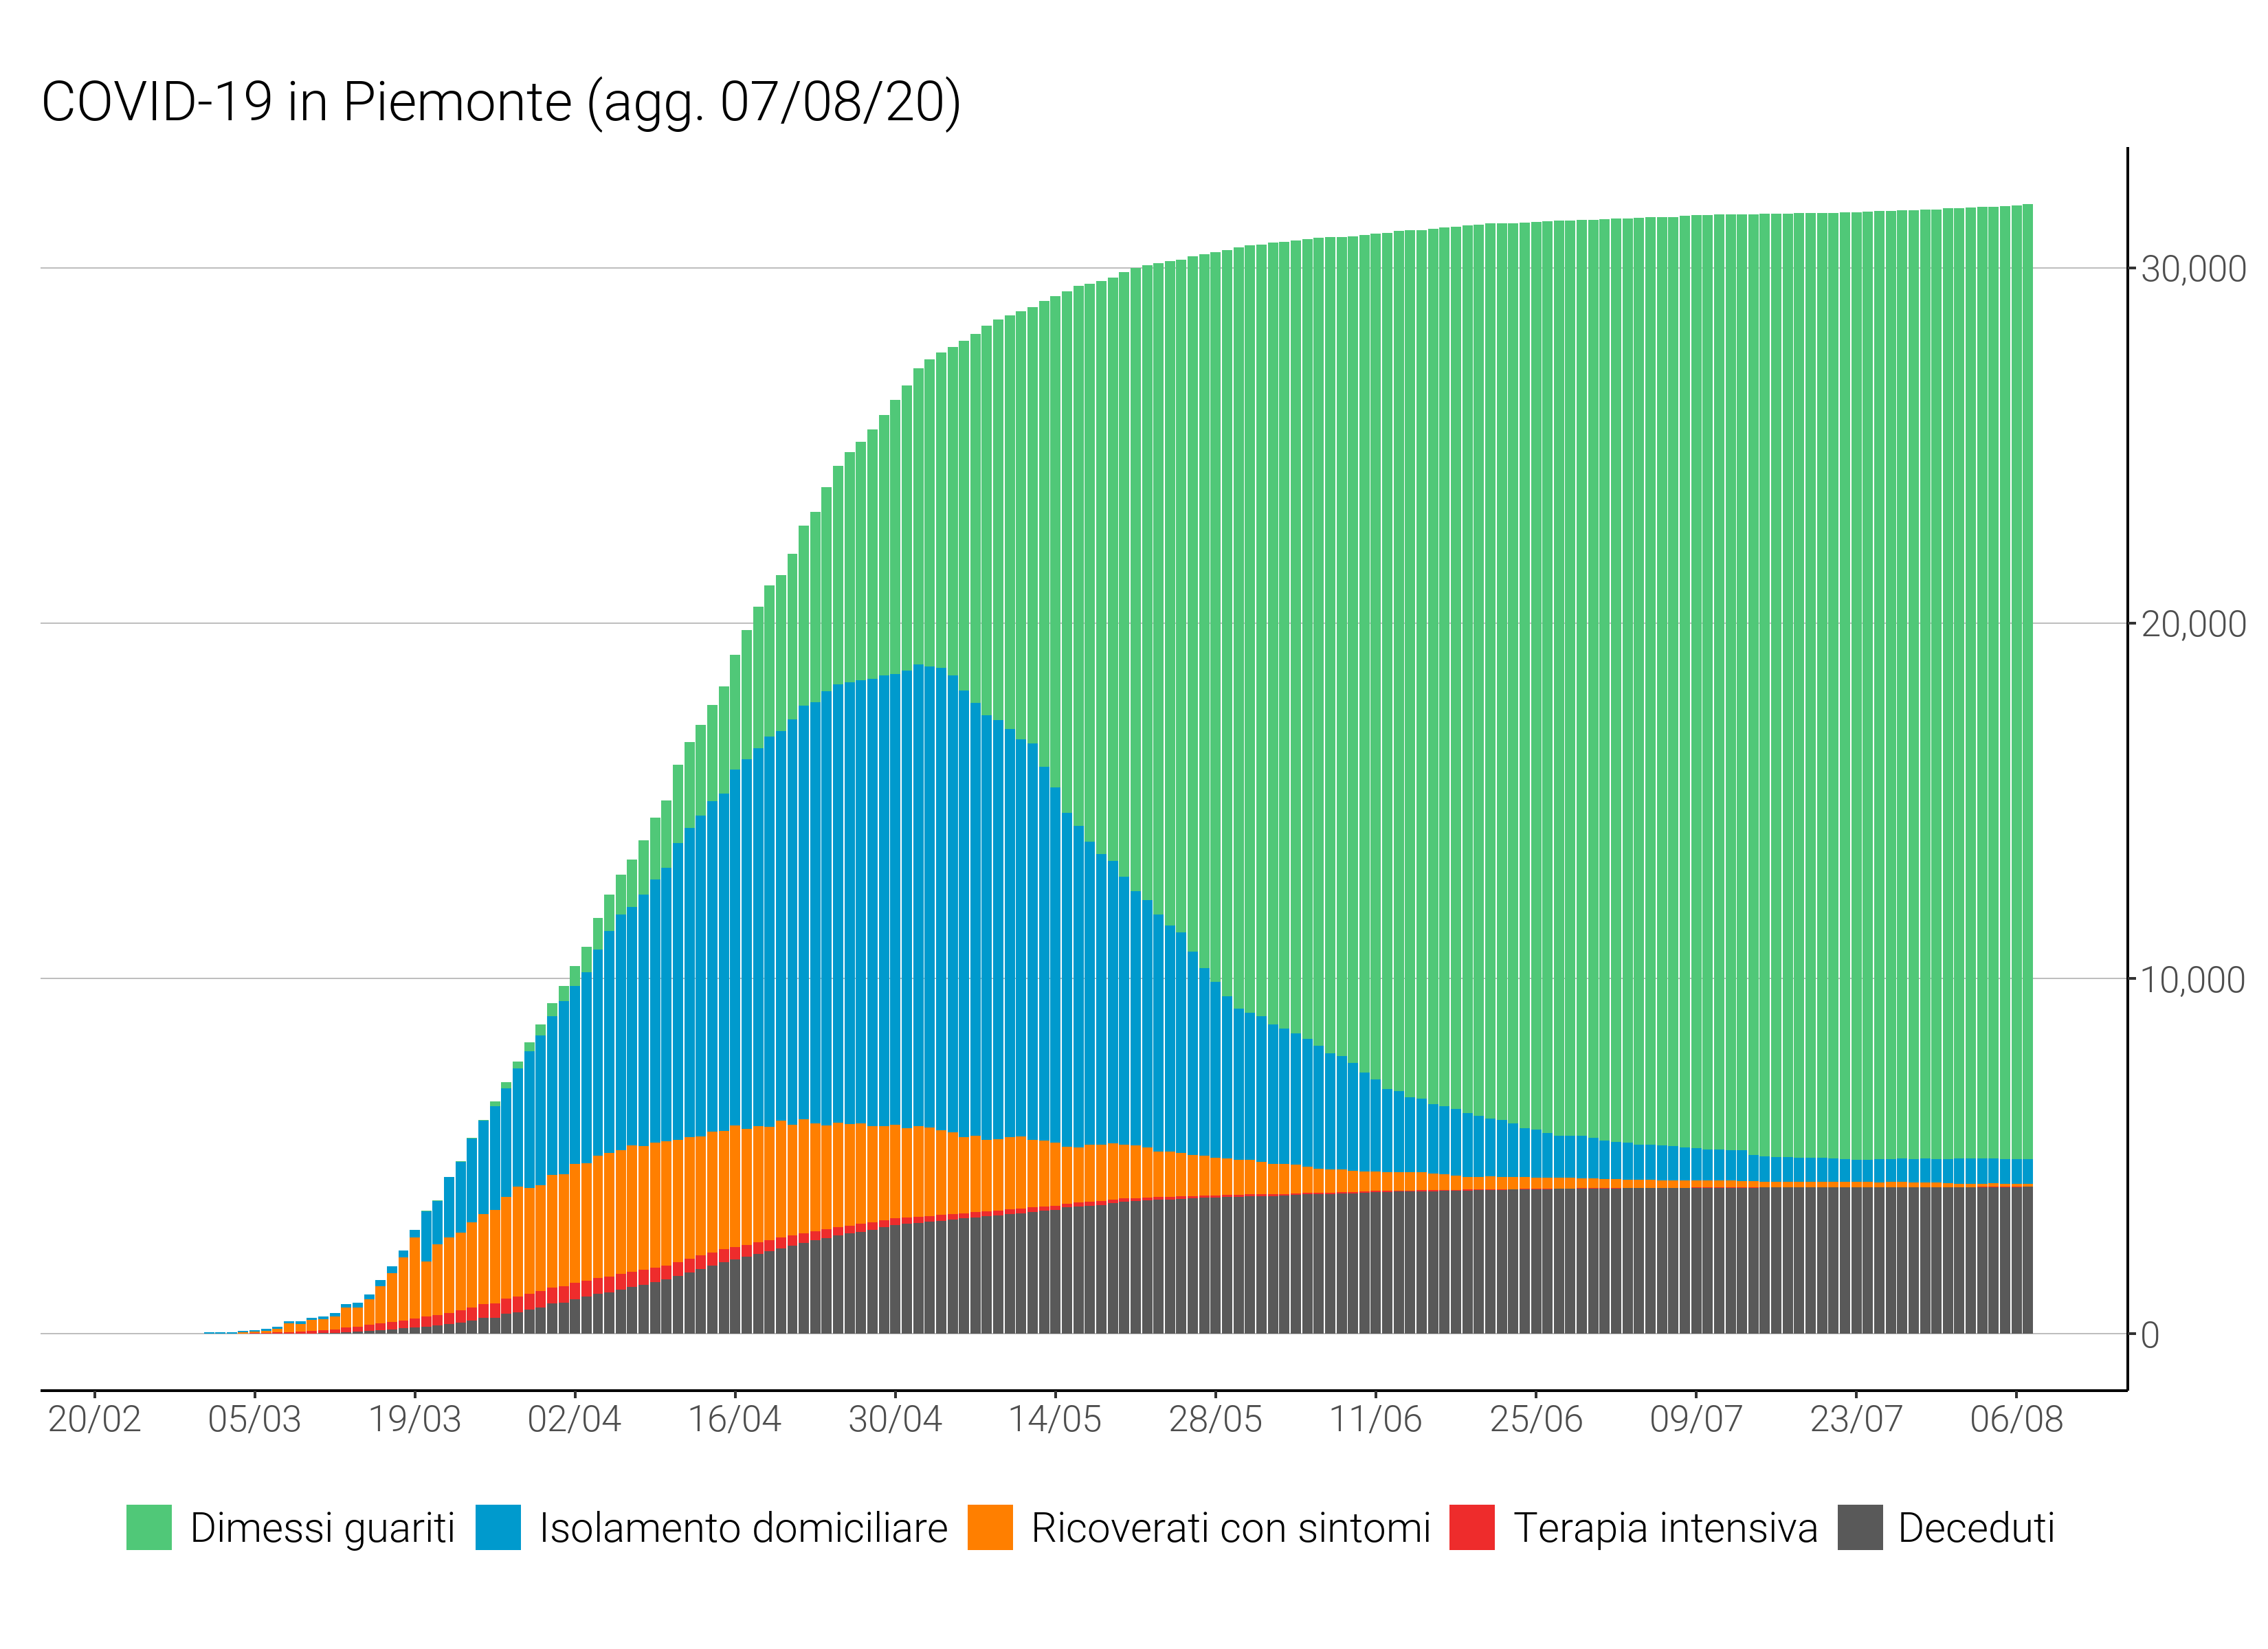 COVID-19 in Piemonte (agg. 07/08/20)
30,000
20,000
10,000
0
20/02 05/03 19/03 02/04 16/04 30/04 14/05 28/05 11/06 25/06 09/07 23/07 06/08
Dimessi guariti Isolamento domiciliare Ricoverati con sintomi Terapia intensiva Deceduti